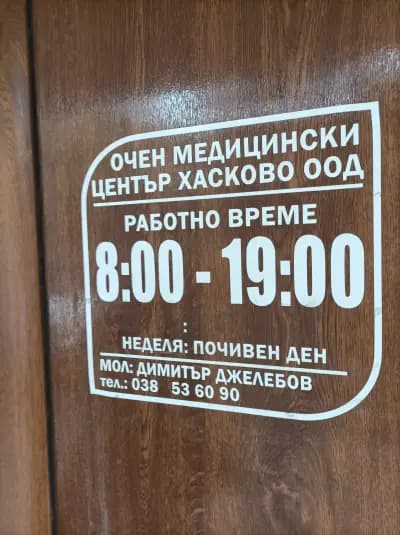 ОЧЕН МЕДИЦИНСКИ
ЦЕНТЪР ХАСКОВО ООД
РАБОТНО ВРЕМЕ
8:00 - 19:00
:
НЕДЕЛЯ: ПОЧИВЕН ДЕН
МОЛ: ДИМИТЪР ДЖЕЛЕБОВ
тел.: 038 53 60 90